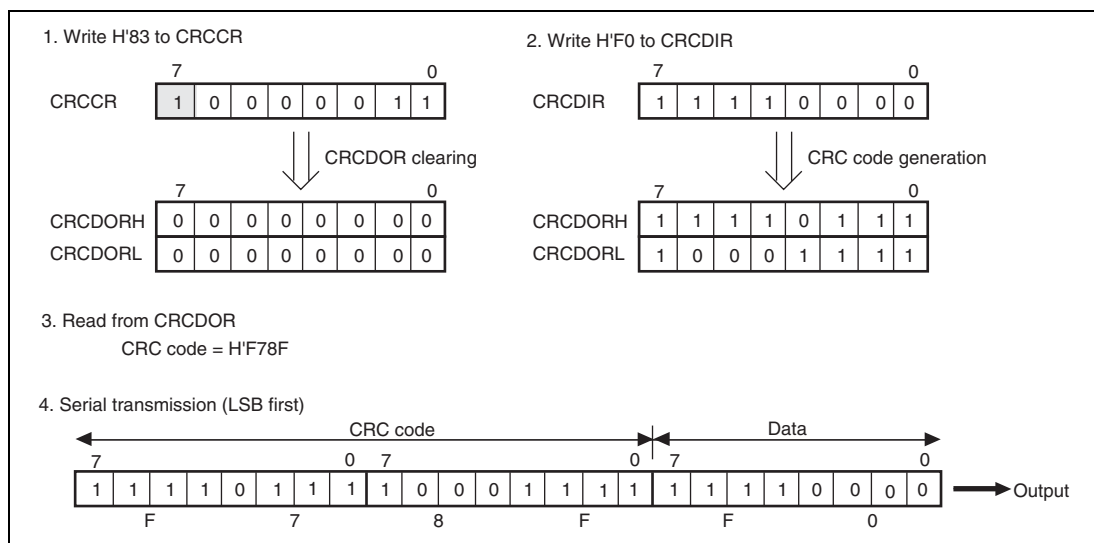 1. Write H'83 to CRCCR
7 0
CRCCR 1 0 0 0 0 0 1 1
CRCDOR clearing
7 0
CRCDORH 0 0 0 0 0 0 0 0
CRCDORL 0 0 0 0 0 0 0 0
2. Write H'F0 to CRCDIR
7 0
CRCDIR 1 1 1 1 0 0 0 0
CRC code generation
7 0
CRCDORH 1 1 1 1 0 1 1 1
CRCDORL 1 0 0 0 1 1 1 1
3. Read from CRCDOR
CRC code = H'F78F
4. Serial transmission (LSB first)
CRC code Data
7 0 7 0 7 0
1 1 1 1 0 1 1 1 1 0 0 0 1 1 1 1 1 1 1 1 0 0 0 0 Output
F 7 8 F F 0